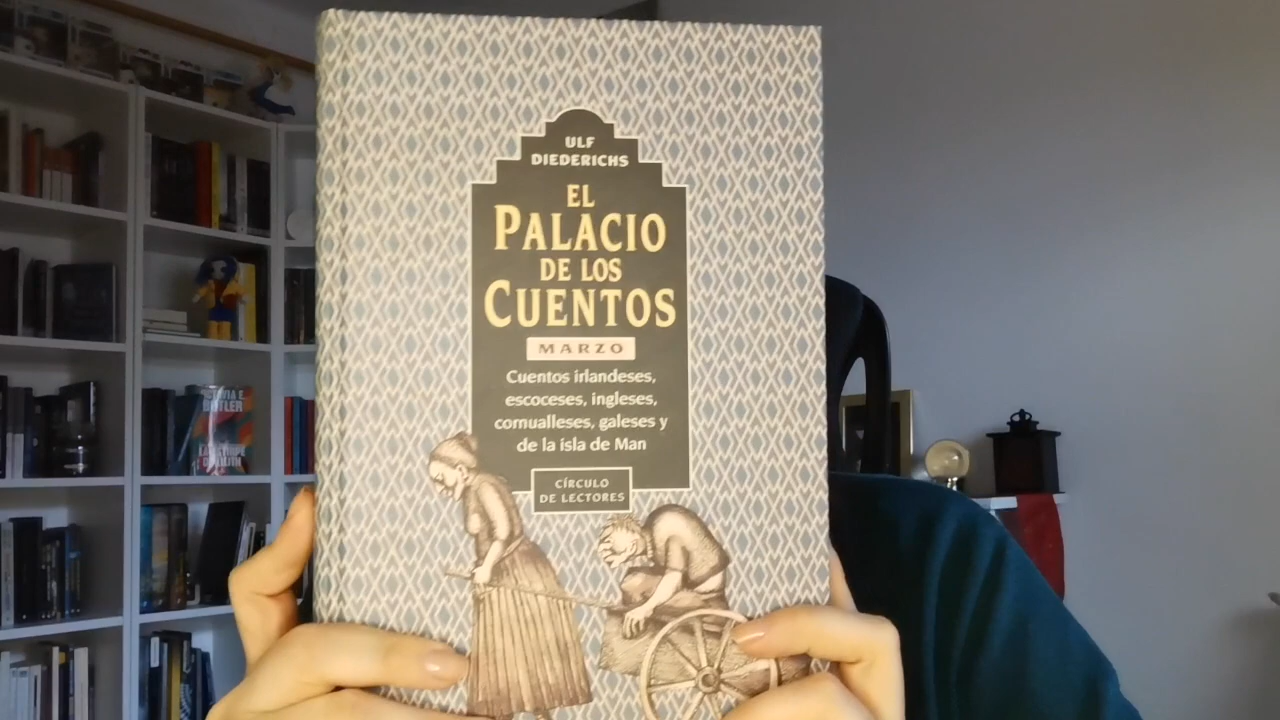 ULF
DIEDERICHS
EL
PALACIO
DE LOS
CUENTOS
MARZO
Cuentos irlandeses,
escoceses, ingleses,
cornualleses, galeses y
de la isla de Man
CÍRCULO
DE LECTORES
BUTLER